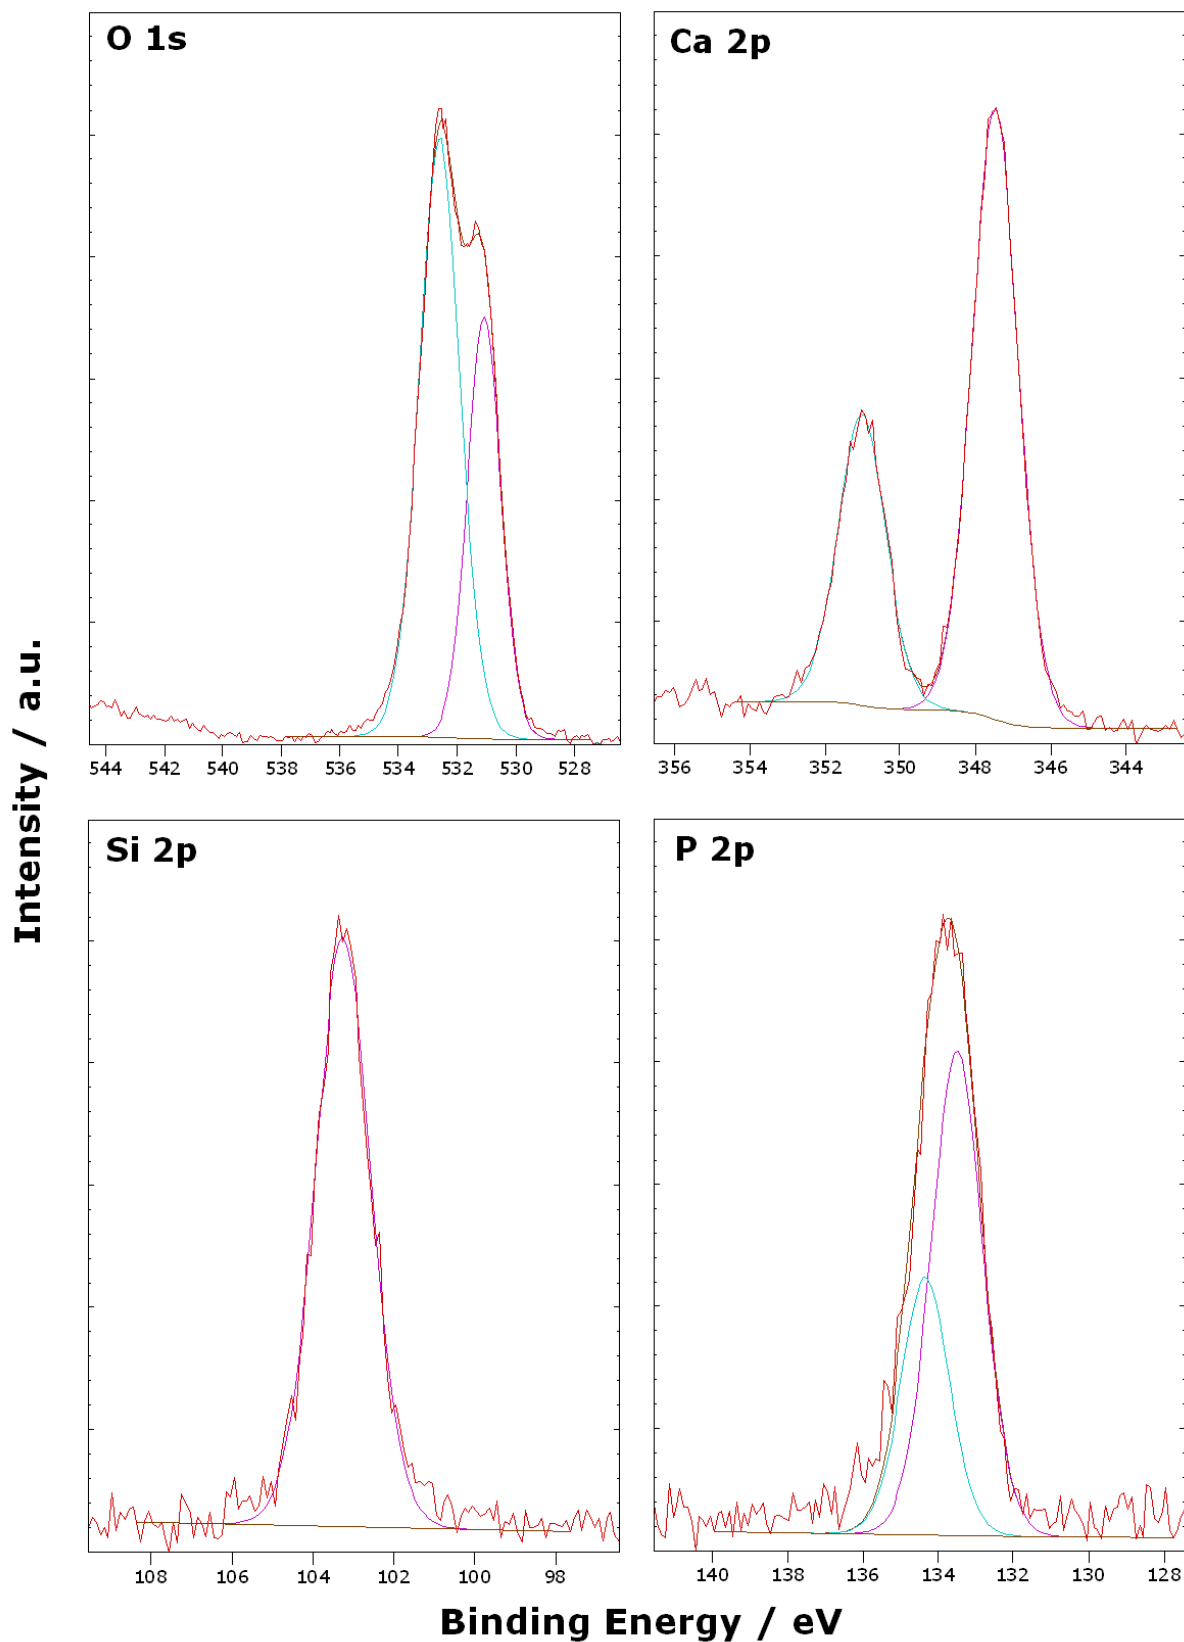 O 1s
Ca 2p
544 542 540 538 536 534 532 530 528
356 354 352 350 348 346 344
Si 2p
P 2p
108 106 104 102 100 98
140 138 136 134 132 130 128
Intensity / a.u.
Binding Energy / eV